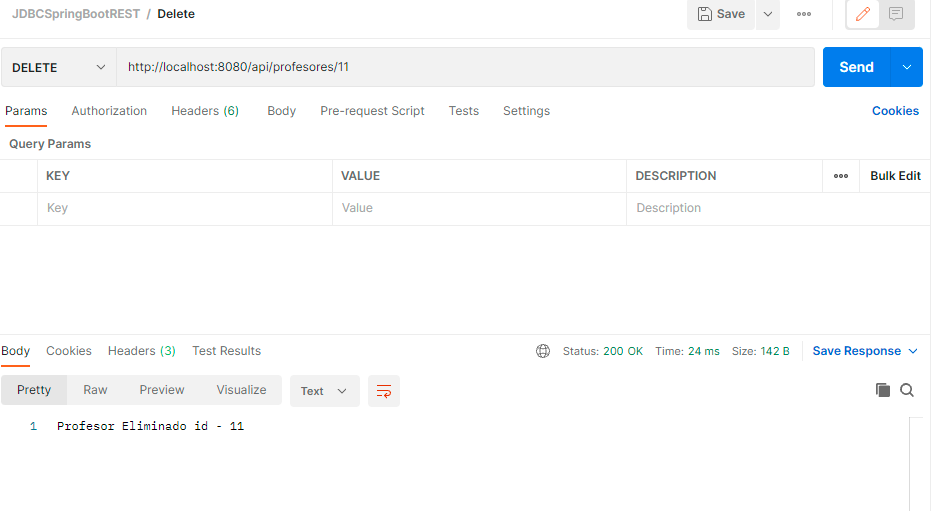 JDBCSpringBootREST / Delete Save
DELETE http://localhost:8080/api/profesores/11 Send
Params Authorization Headers (6) Body Pre-request Script Tests Settings Cookies
Query Params
KEY VALUE DESCRIPTION Bulk Edit
Key Value Description
Body Cookies Headers (3) Test Results Status: 200 OK Time: 24 ms Size: 142 B Save Response
Pretty Raw Preview Visualize Text
1 Profesor Eliminado id - 11